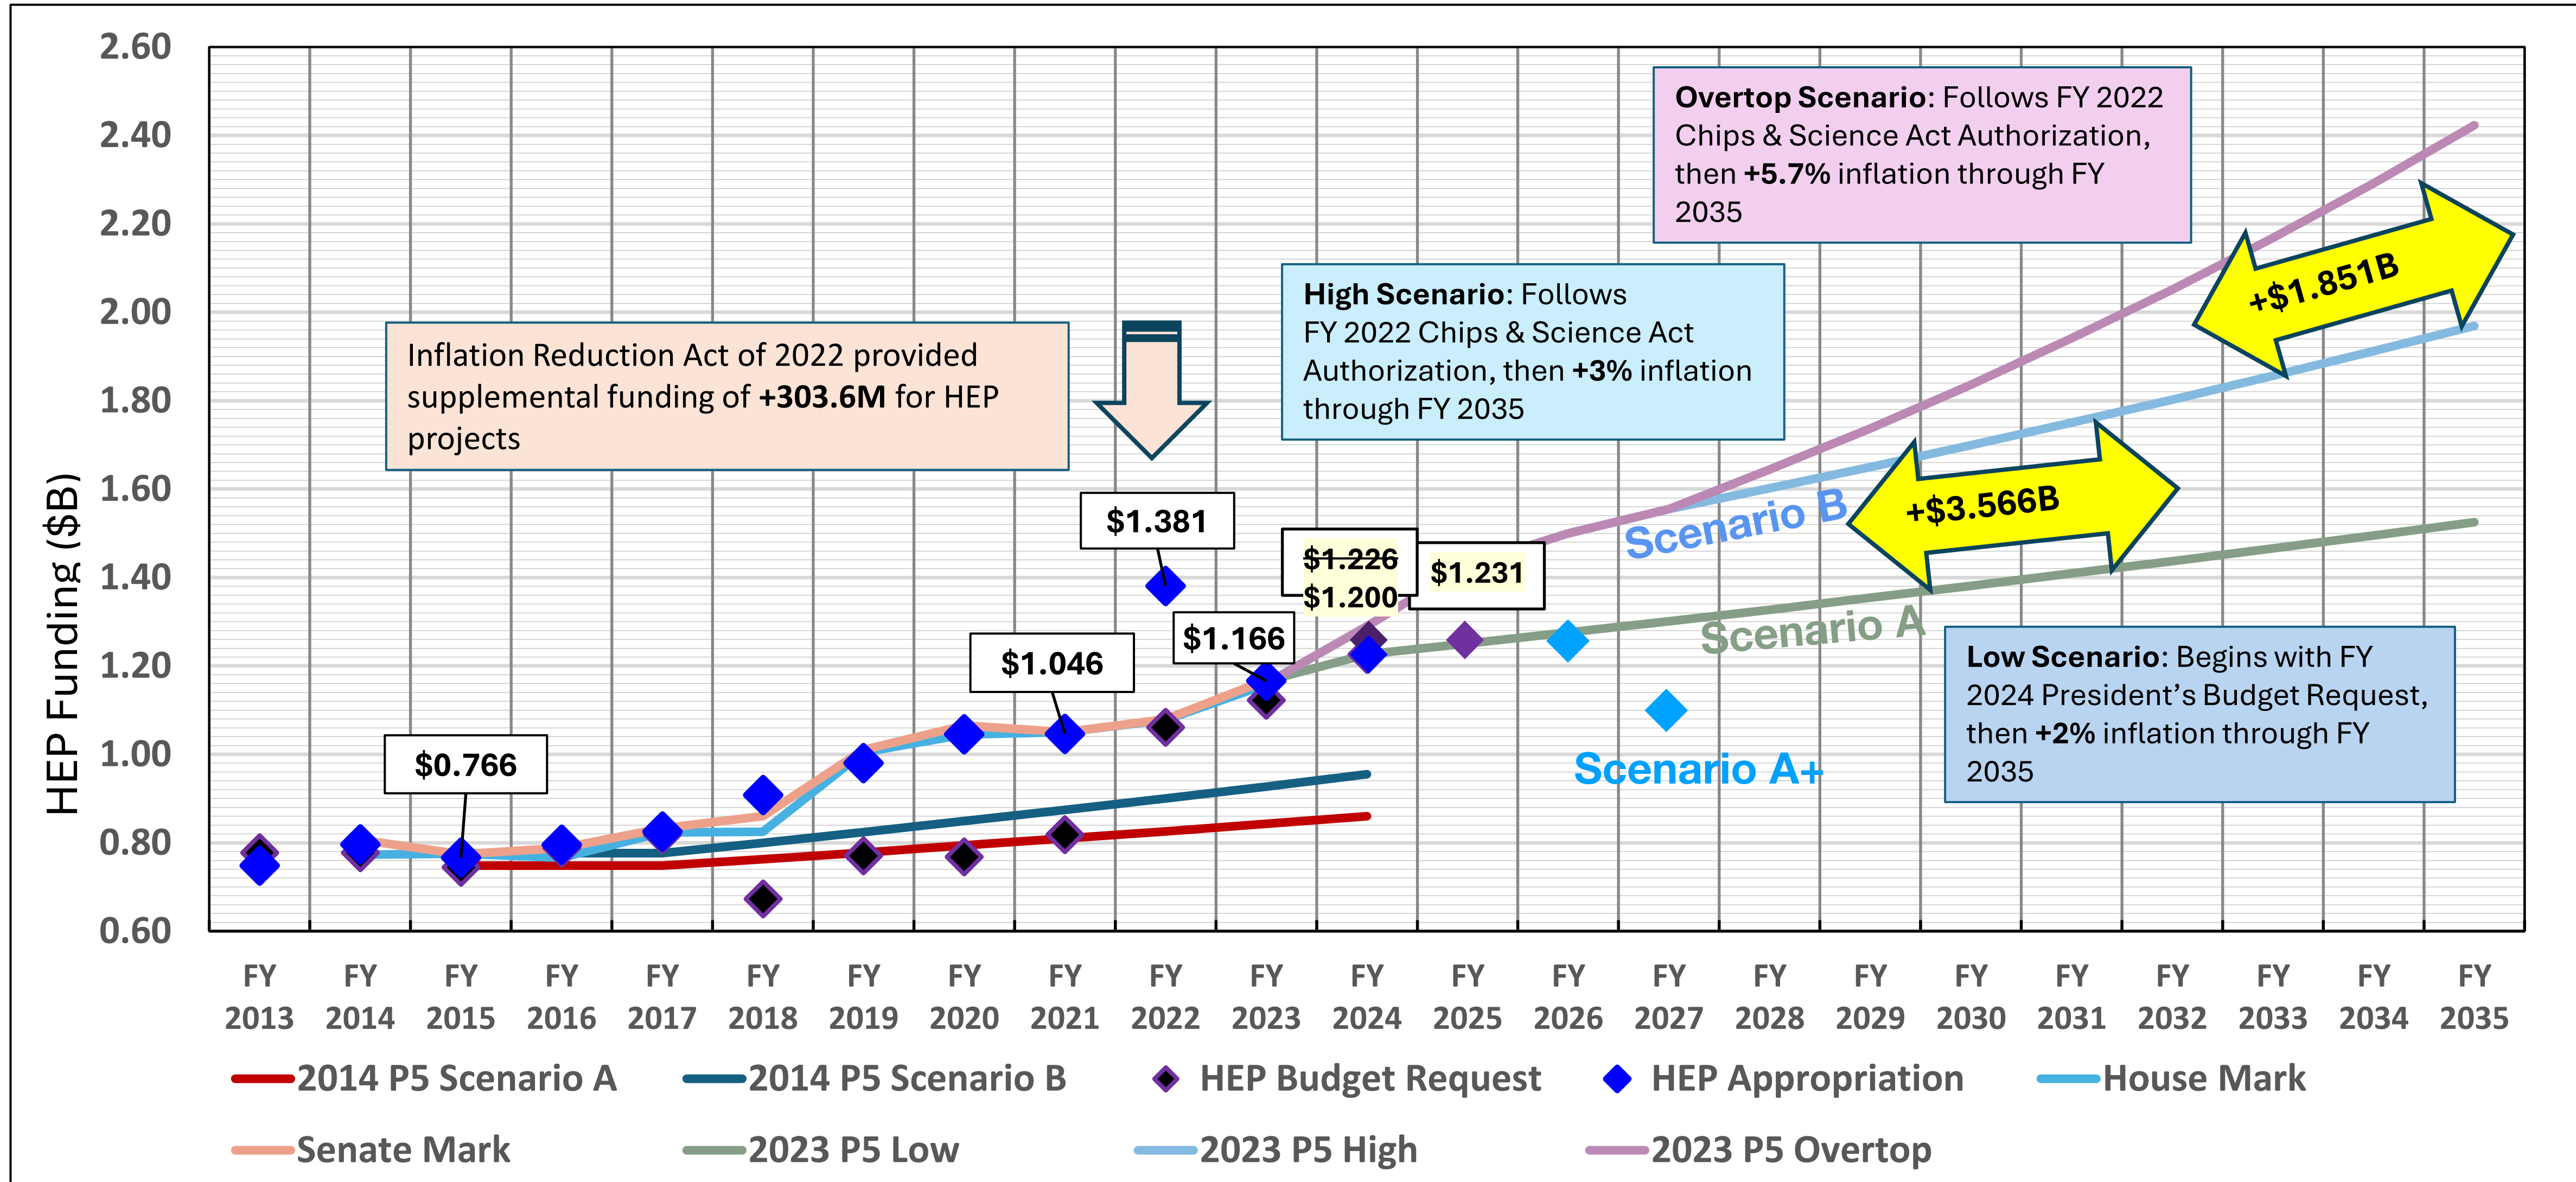 2.60
2.40
2.20
2.00
1.80
1.60
1.40
1.20
1.00
0.80
0.60
HEP Funding ($B)
Overtop Scenario: Follows FY 2022
Chips & Science Act Authorization,
then +5.7% inflation through FY
2035
High Scenario: Follows
FY 2022 Chips & Science Act
Authorization, then +3% inflation
through FY 2035
Inflation Reduction Act of 2022 provided
supplemental funding of +303.6M for HEP
projects
+$1.851B
+$3.566B
Scenario B
Scenario A
Scenario A+
Low Scenario: Begins with FY
2024 President's Budget Request,
then +2% inflation through FY
2035
$0.766
$1.046
$1.381
$1.166
$1.226
$1.200
$1.231
FY
2013
FY
2014
FY
2015
FY
2016
FY
2017
FY
2018
FY
2019
FY
2020
FY
2021
FY
2022
FY
2023
FY
2024
FY
2025
FY
2026
FY
2027
FY
2028
FY
2029
FY
2030
FY
2031
FY
2032
FY
2033
FY
2034
FY
2035
2014 P5 Scenario A
2014 P5 Scenario B
HEP Budget Request
HEP Appropriation
House Mark
Senate Mark
2023 P5 Low
2023 P5 High
2023 P5 Overtop